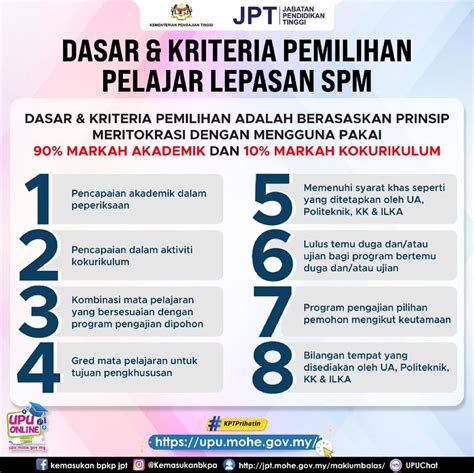 KEMENTERIAN PENGAJIAN TINGGI
JPT
JABATAN
PENDIDIKAN
TINGGI
DASAR & KRITERIA PEMILIHAN
PELAJAR LEPASAN SPM
DASAR & KRITERIA PEMILIHAN ADALAH BERASASKAN PRINSIP
MERITOKRASI DENGAN MENGGUNA PAKAI
90% MARKAH AKADEMIK DAN 10% MARKAH KOKURIKULUM
1
Pencapaian akademik dalam
peperiksaan
2
Pencapaian dalam aktiviti
kokurikulum
3
Kombinasi mata pelajaran
yang bersesuaian dengan
program pengajian dipohon
4
Gred mata pelajaran untuk
tujuan pengkhususan
5
Memenuhi syarat khas seperti
yang ditetapkan oleh UA,
Politeknik, KK & ILKA
6
Lulus temu duga dan/atau
ujian bagi program bertemu
duga dan/atau ujian
7
Program pengajian pilihan
pemohon mengikut keutamaan
8
Bilangan tempat yang
disediakan oleh UA, Politeknik,
KK & ILKA
UPU
ONLINE
upu.mohe.gov.my
#KPTPrihatin
https://upu.mohe.gov.my/
kemasukan bpkp jpt
@Kemasukanbkpa
http://jpt.mohe.gov.my/maklumbalas/
UPUChat